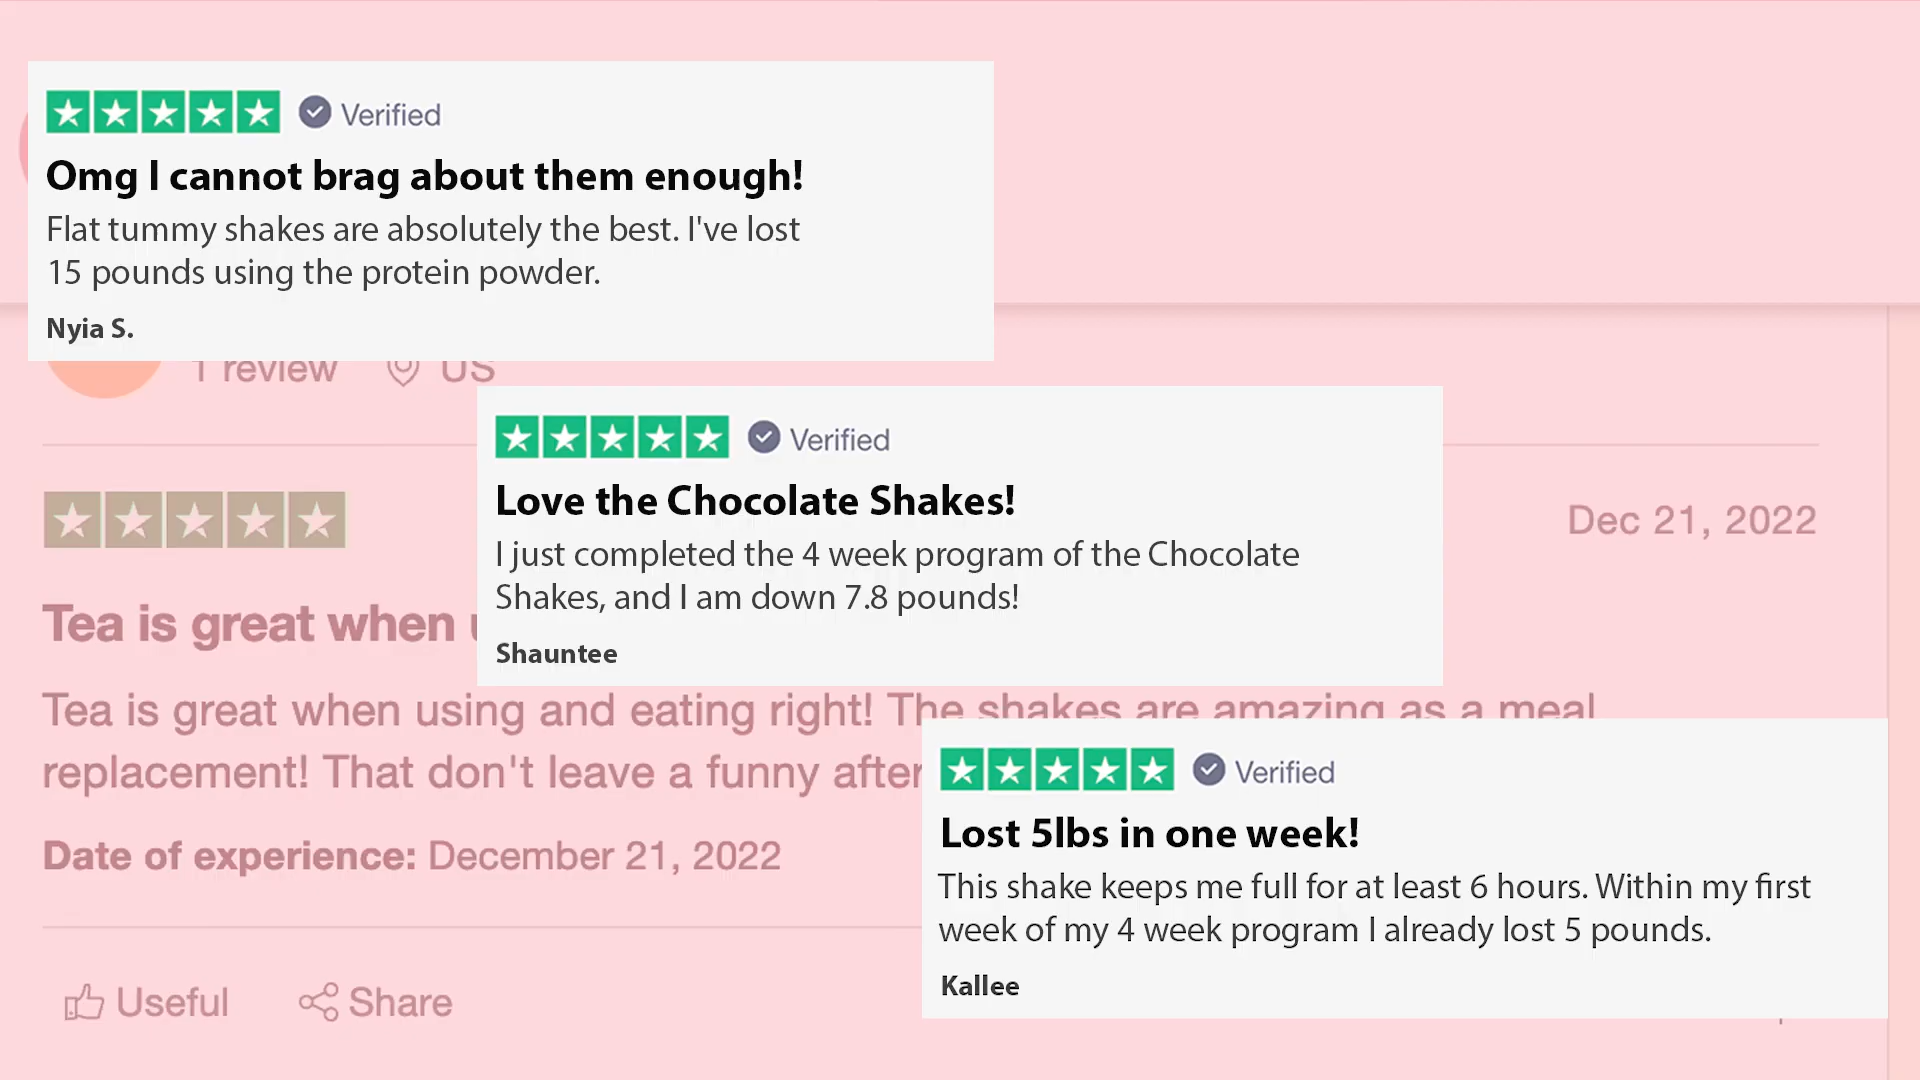 Verified
Omg I cannot brag about them enough!
Flat tummy shakes are absolutely the best. I've lost
15 pounds using the protein powder.
Nyia S.
1 review US
Verified
Love the Chocolate Shakes!
I just completed the 4 week program of the Chocolate
Shakes, and I am down 7.8 pounds!
Shauntee
Dec 21, 2022
Tea is great when
Tea is great when using and eating right! The shakes are amazing as a meal
replacement! That don't leave a funny after
Date of experience: December 21, 2022
Verified
Lost 5lbs in one week!
This shake keeps me full for at least 6 hours. Within my first
week of my 4 week program I already lost 5 pounds.
Kallee
Useful Share